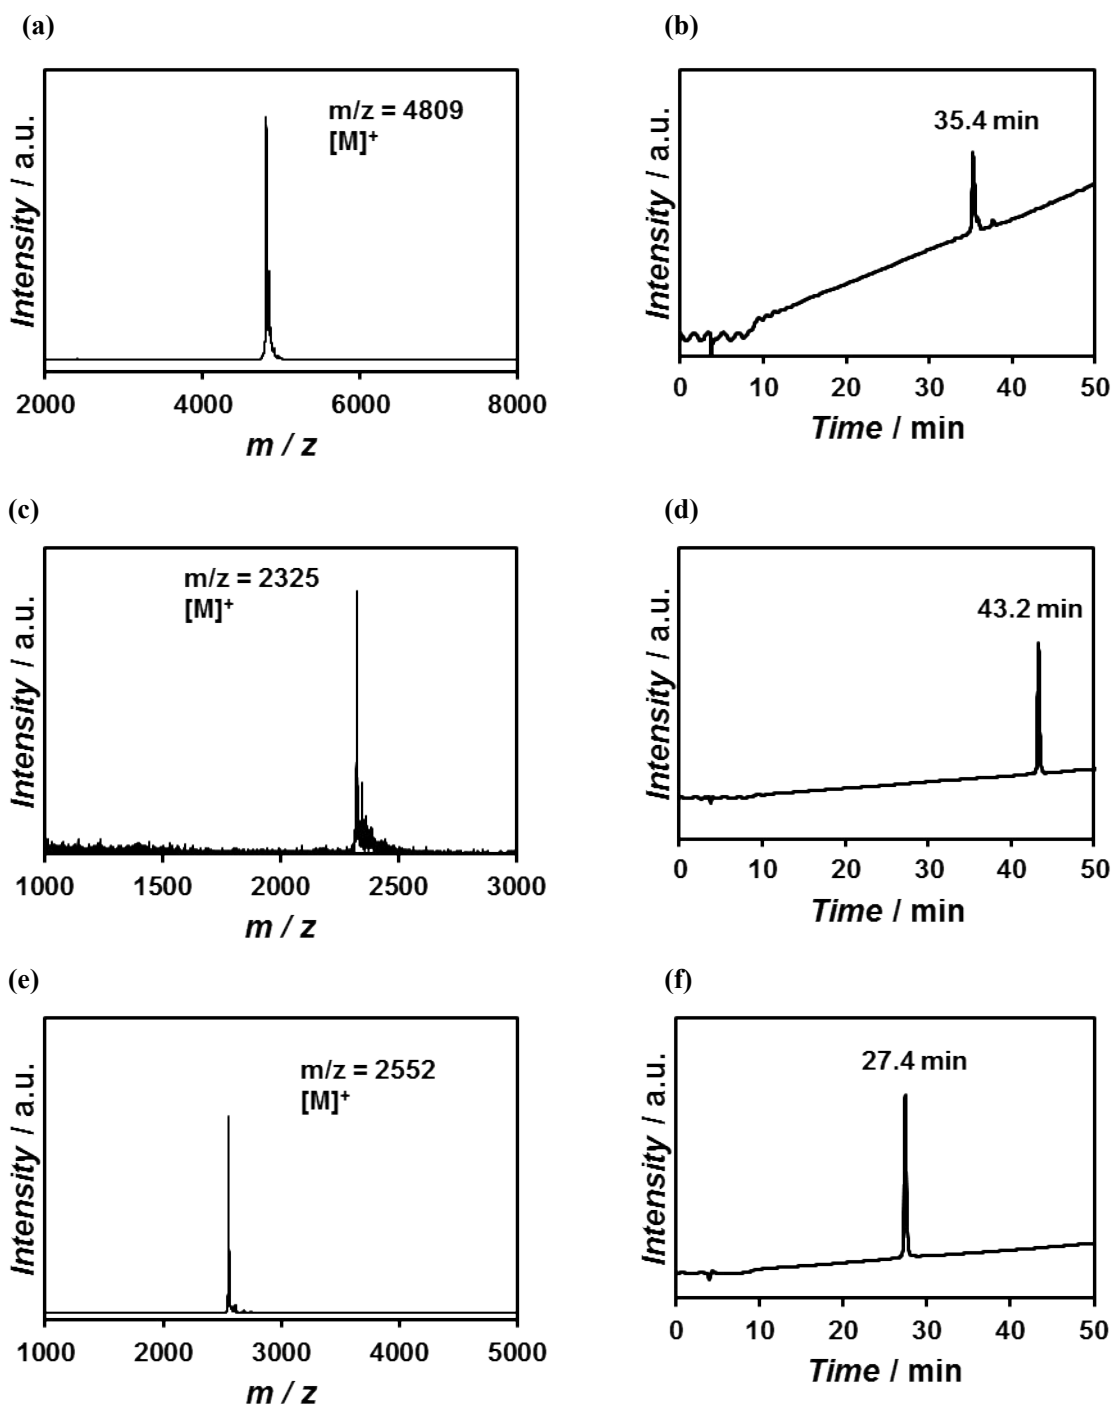 (a)
(b)
Intensity / a.u.
m/z = 4809
[M]⁺
2000 4000 6000 8000
m / z
Intensity / a.u.
35.4 min
0 10 20 30 40 50
Time / min
(c)
(d)
Intensity / a.u.
m/z = 2325
[M]⁺
1000 1500 2000 2500 3000
m / z
Intensity / a.u.
43.2 min
0 10 20 30 40 50
Time / min
(e)
(f)
Intensity / a.u.
m/z = 2552
[M]⁺
1000 2000 3000 4000 5000
m / z
Intensity / a.u.
27.4 min
0 10 20 30 40 50
Time / min